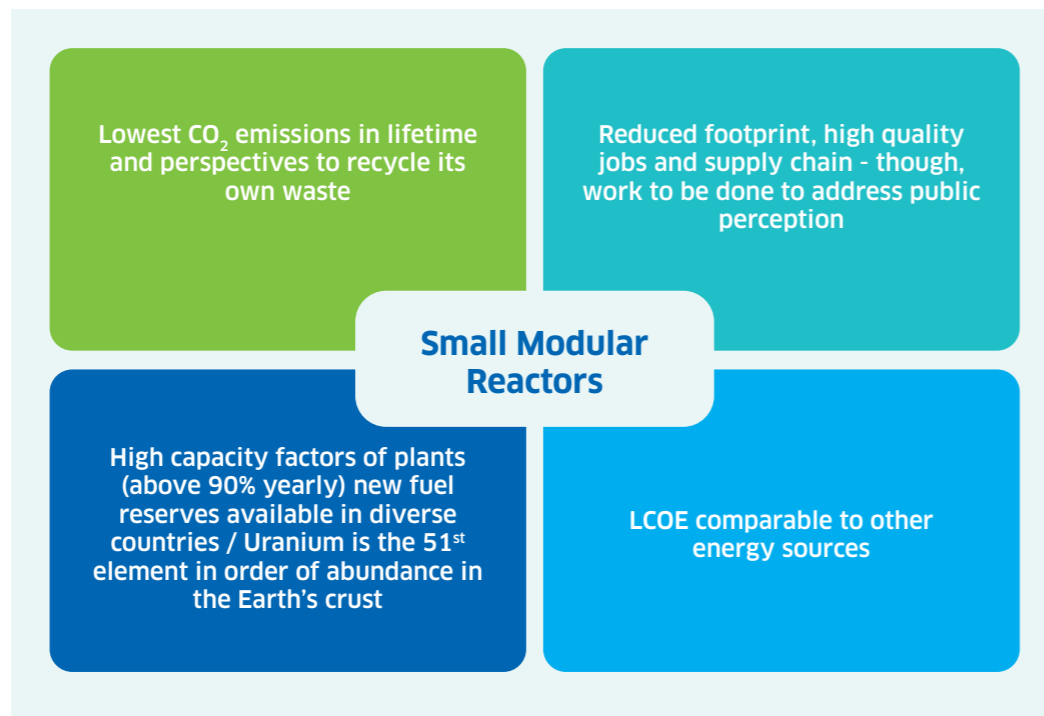 Lowest CO₂ emissions in lifetime
and perspectives to recycle its
own waste
Reduced footprint, high quality
jobs and supply chain - though,
work to be done to address public
perception
Small Modular
Reactors
High capacity factors of plants
(above 90% yearly) new fuel
reserves available in diverse
countries / Uranium is the 51ˢᵗ
element in order of abundance in
the Earth's crust
LCOE comparable to other
energy sources